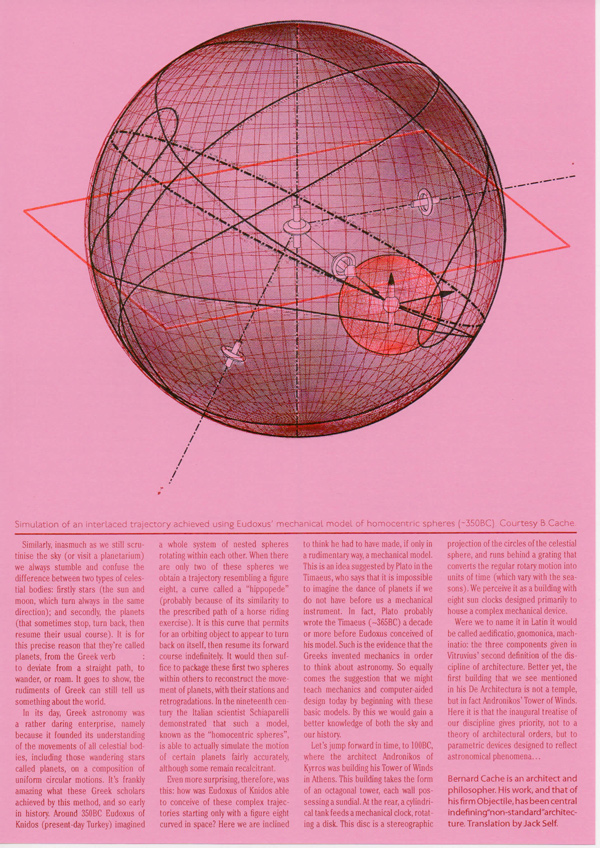 Simulation of an interlaced trajectory achieved using Eudoxus' mechanical model of homocentric spheres (~350BC). Courtesy B Cache.
Similarly, inasmuch as we still scru-
tinise the sky (or visit a planetarium)
we always stumble and confuse the
difference between two types of celes-
tial bodies: firstly stars (the sun and
moon, which turn always in the same
direction); and secondly, the planets
(that sometimes stop, turn back, then
resume their usual course). It is for
this precise reason that they're called
planets, from the Greek verb :
to deviate from a straight path, to
wander, or roam. It goes to show, the
rudiments of Greek can still tell us
something about the world.
In its day, Greek astronomy was
a rather daring enterprise, namely
because it founded its understanding
of the movements of all celestial bod-
ies, including those wandering stars
called planets, on a composition of
uniform circular motions. It's frankly
amazing what these Greek scholars
achieved by this method, and so early
in history. Around 350BC Eudoxus of
Knidos (present-day Turkey) imagined
a whole system of nested spheres
rotating within each other. When there
are only two of these spheres we
obtain a trajectory resembling a figure
eight, a curve called a "hippopede"
(probably because of its similarity to
the prescribed path of a horse riding
exercise). It is this curve that permits
for an orbiting object to appear to turn
back on itself, then resume its forward
course indefinitely. It would then suf-
fice to package these first two spheres
within others to reconstruct the move-
ment of planets, with their stations and
retrogradations. In the nineteenth cen-
tury the Italian scientist Schiaparelli
demonstrated that such a model,
known as the "homocentric spheres",
is able to actually simulate the motion
of certain planets fairly accurately,
although some remain recalcitrant.
Even more surprising, therefore, was
this: how was Eudoxus of Knidos able
to conceive of these complex trajec-
tories starting only with a figure eight
curved in space? Here we are inclined
to think he had to have made, if only in
a rudimentary way, a mechanical model.
This is an idea suggested by Plato in the
Timaeus, who says that it is impossible
to imagine the dance of planets if we
do not have before us a mechanical
instrument. In fact, Plato probably
wrote the Timaeus (~365BC) a decade
or more before Eudoxus conceived of
his model. Such is the evidence that the
Greeks invented mechanics in order
to think about astronomy. So equally
comes the suggestion that we might
teach mechanics and computer-aided
design today by beginning with these
basic models. By this we would gain a
better knowledge of both the sky and
our history.
Let's jump forward in time, to 100BC,
where the architect Andronikos of
Kyrros was building his Tower of Winds
in Athens. This building takes the form
of an octagonal tower, each wall pos-
sessing a sundial. At the rear, a cylindri-
cal tank feeds a mechanical clock, rotat-
ing a disk. This disc is a stereographic
projection of the circles of the celestial
sphere, and runs behind a grating that
converts the regular rotary motion into
units of time (which vary with the sea-
sons). We perceive it as a building with
eight sun clocks designed primarily to
house a complex mechanical device.
Were we to name it in Latin it would
be called aedificatio, gnomonica, mach-
inatio: the three components given in
Vitruvius' second definition of the dis-
cipline of architecture. Better yet, the
first building that we see mentioned
in his De Architectura is not a temple,
but in fact Andronikos' Tower of Winds.
Here it is that the inaugural treatise of
our discipline gives priority, not to a
theory of architectural orders, but to
parametric devices designed to reflect
astronomical phenomena...
Bernard Cache is an architect and
philosopher. His work, and that of
his firm Objectile, has been central
in defining "non-standard" architec-
ture. Translation by Jack Self.